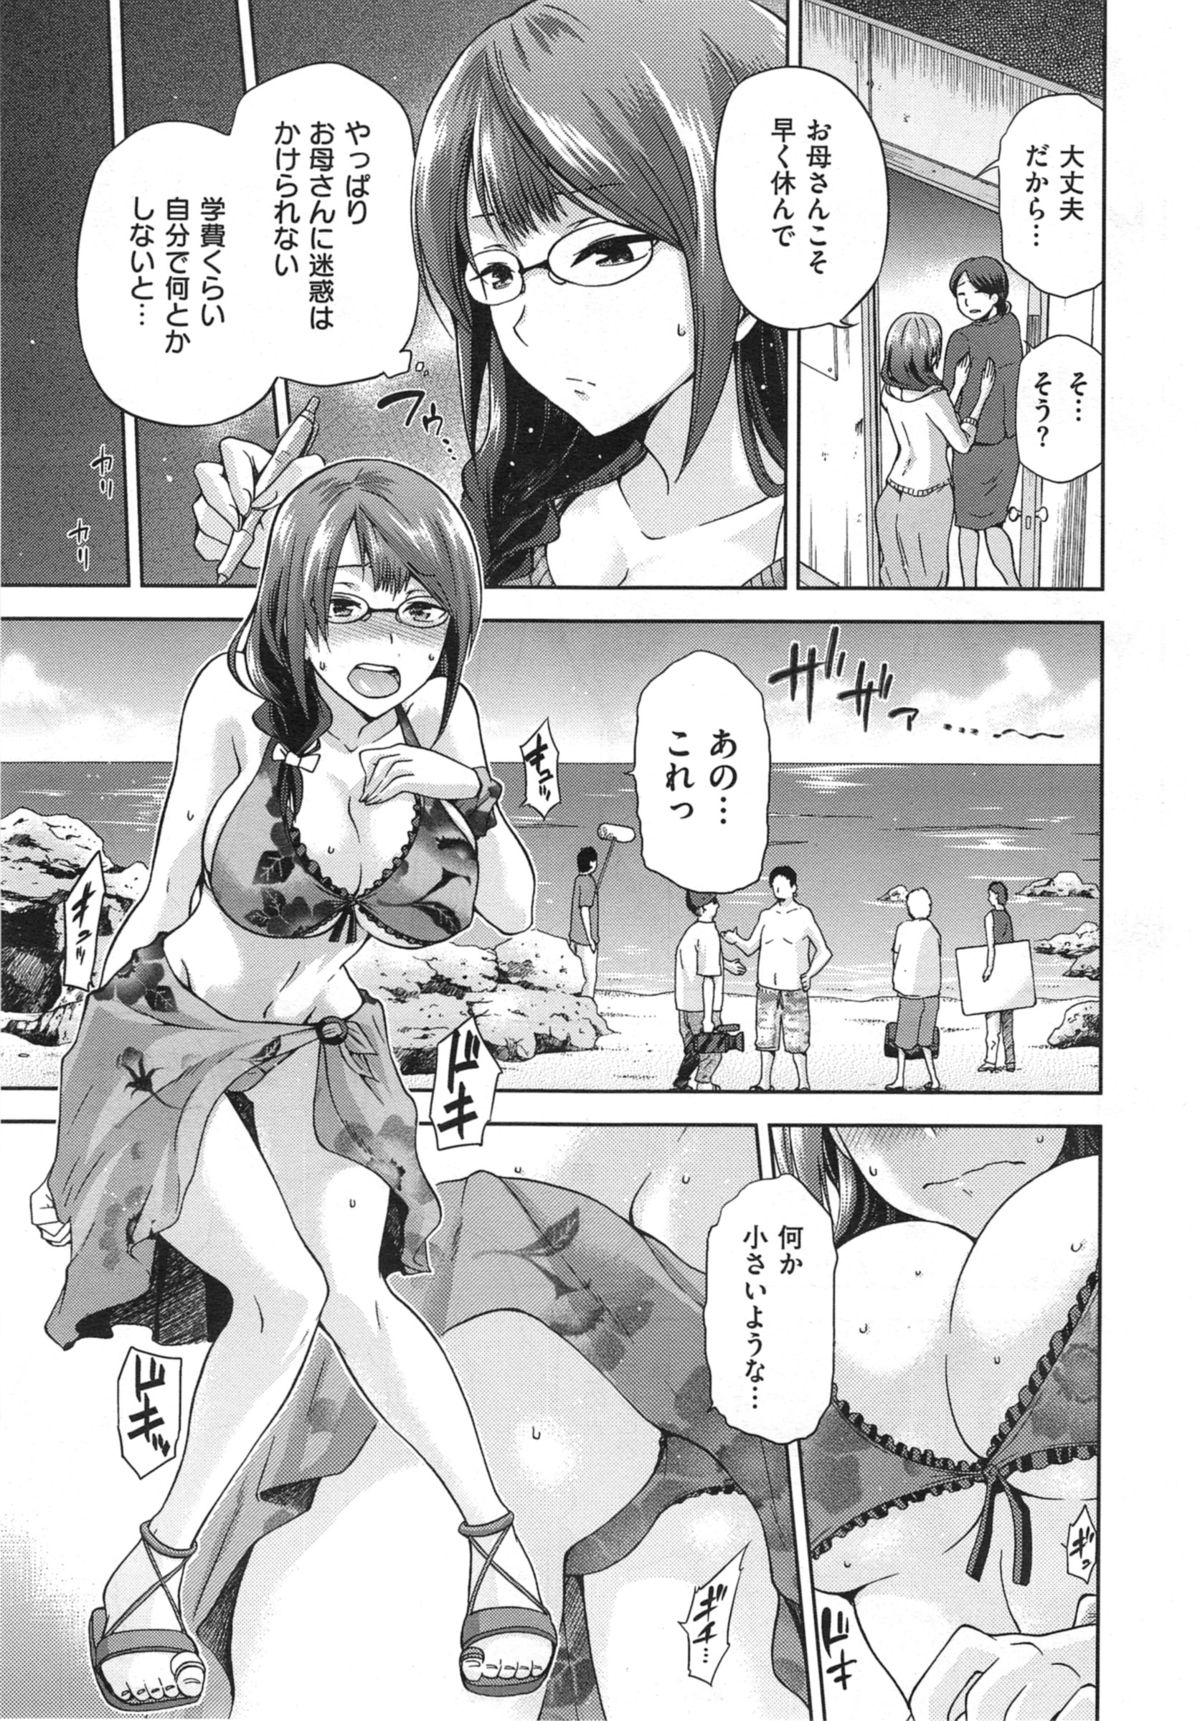 大丈夫
だから…
そ…
そう?
お母さんこそ
早く休んで
フゥ…
やっぱり
お母さんに迷惑は
かけられない
学費くらい
自分で何とか
しないと…
カリ
カリ
ザザァ
あの…
これっ
キュッ
キュッ
ドキ
何か
小さいような…
ギュッ
ドキ
ギチ…
ドキッ